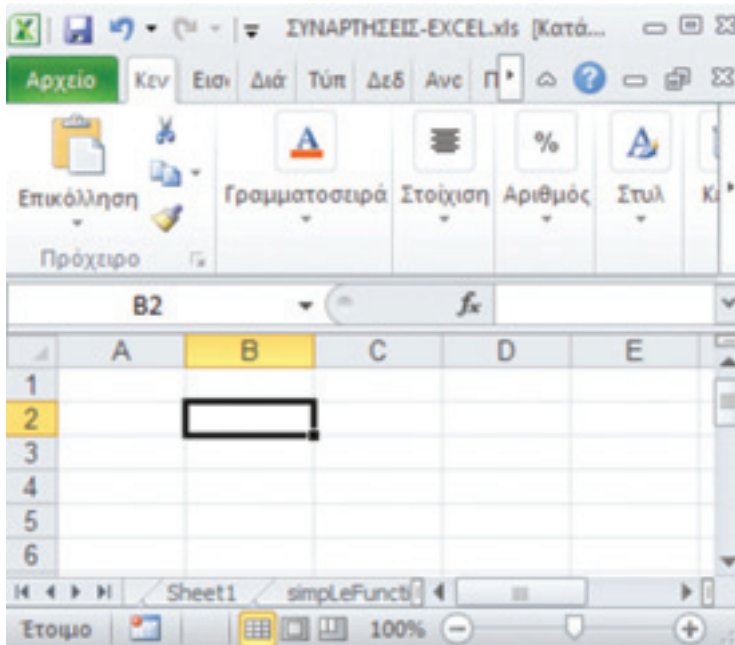 ΣΥΝΑΡΤΗΣΕΙΣ-EXCEL.xls [Κατά...
Αρχείο Κεν Εισ Διά Τύπ Δεδ Ανε Π
Επικόλληση Γραμματοσειρά Στοίχιση Αριθμός Στυλ Κ
Πρόχειρο
B2 fx
A B C D E
1
2
3
4
5
6
Sheet1 simpLeFuncti
Έτοιμο 100%